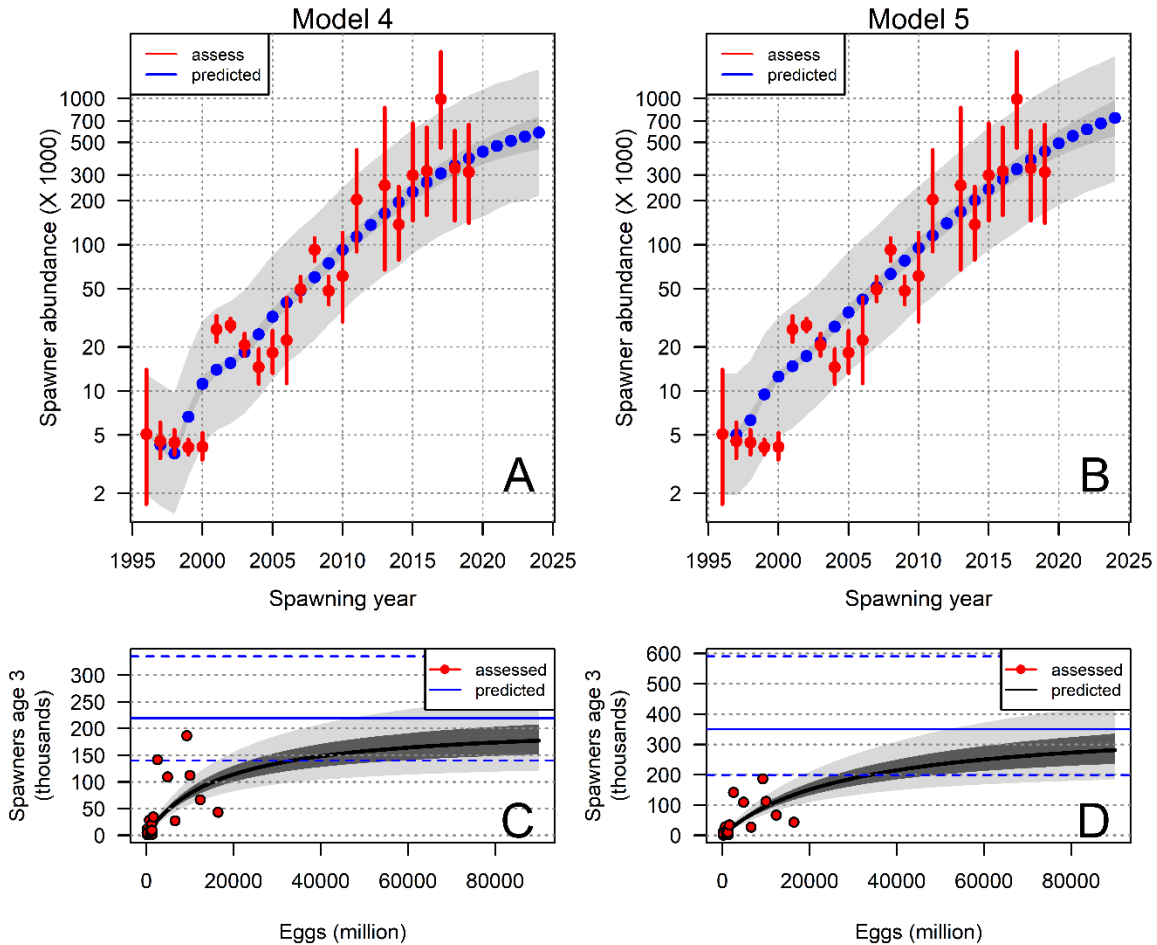 Model 4
Model 5
assess
predicted
assess
predicted
Spawner abundance (X 1000)
1000
700
500
300
200
100
50
20
10
5
2
A
1995 2000 2005 2010 2015 2020 2025
Spawning year
Spawner abundance (X 1000)
1000
700
500
300
200
100
50
20
10
5
2
B
1995 2000 2005 2010 2015 2020 2025
Spawning year
Spawners age 3
(thousands)
300
250
200
150
100
50
0
assessed
predicted
C
0 20000 40000 60000 80000
Eggs (million)
Spawners age 3
(thousands)
600
500
400
300
200
100
0
assessed
predicted
D
0 20000 40000 60000 80000
Eggs (million)